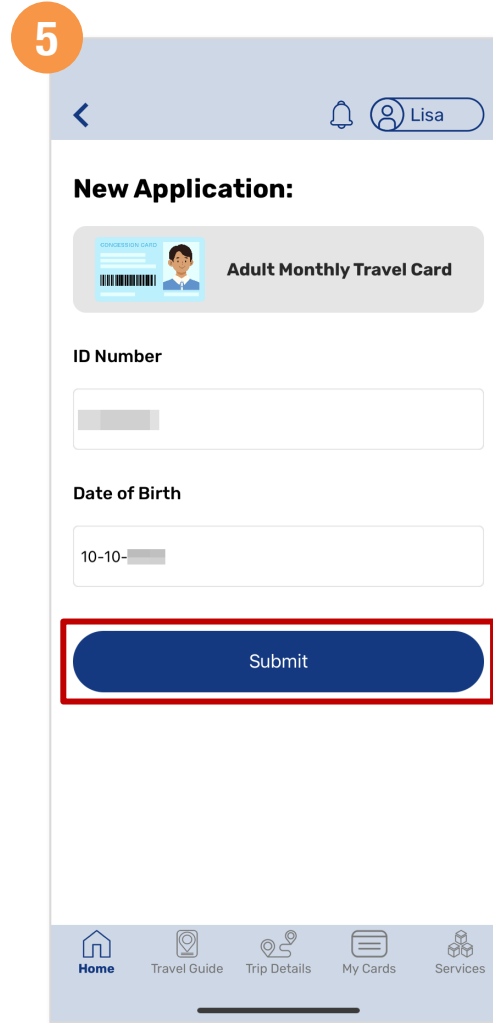 5
Lisa
New Application:
CONCESSION CARD
Adult Monthly Travel Card
ID Number
Date of Birth
10-10-
Submit
Home Travel Guide Trip Details My Cards Services